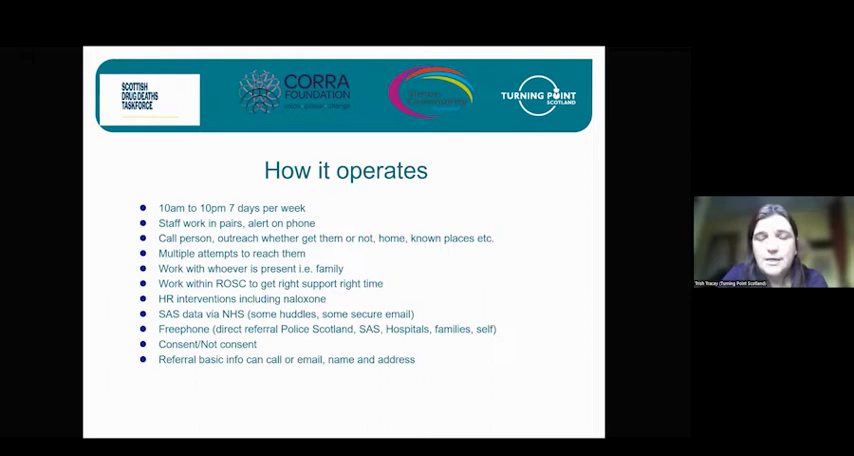 SCOTTISH
DRUG DEATHS
TASKFORCE
CORRA
FOUNDATION
TURNING POINT
SCOTLAND
How it operates
10am to 10pm 7 days per week
Staff work in pairs, alert on phone
Call person, outreach whether get them or not, home, known places etc.
Multiple attempts to reach them
Work with whoever is present i.e. family
Work within ROSC to get right support right time
HR interventions including naloxone
SAS data via NHS (some huddles, some secure email)
Freephone (direct referral Police Scotland, SAS, Hospitals, families, self)
Consent/Not consent
Referral basic info can call or email, name and address
Trish Tracey (Turning Point Scotland)